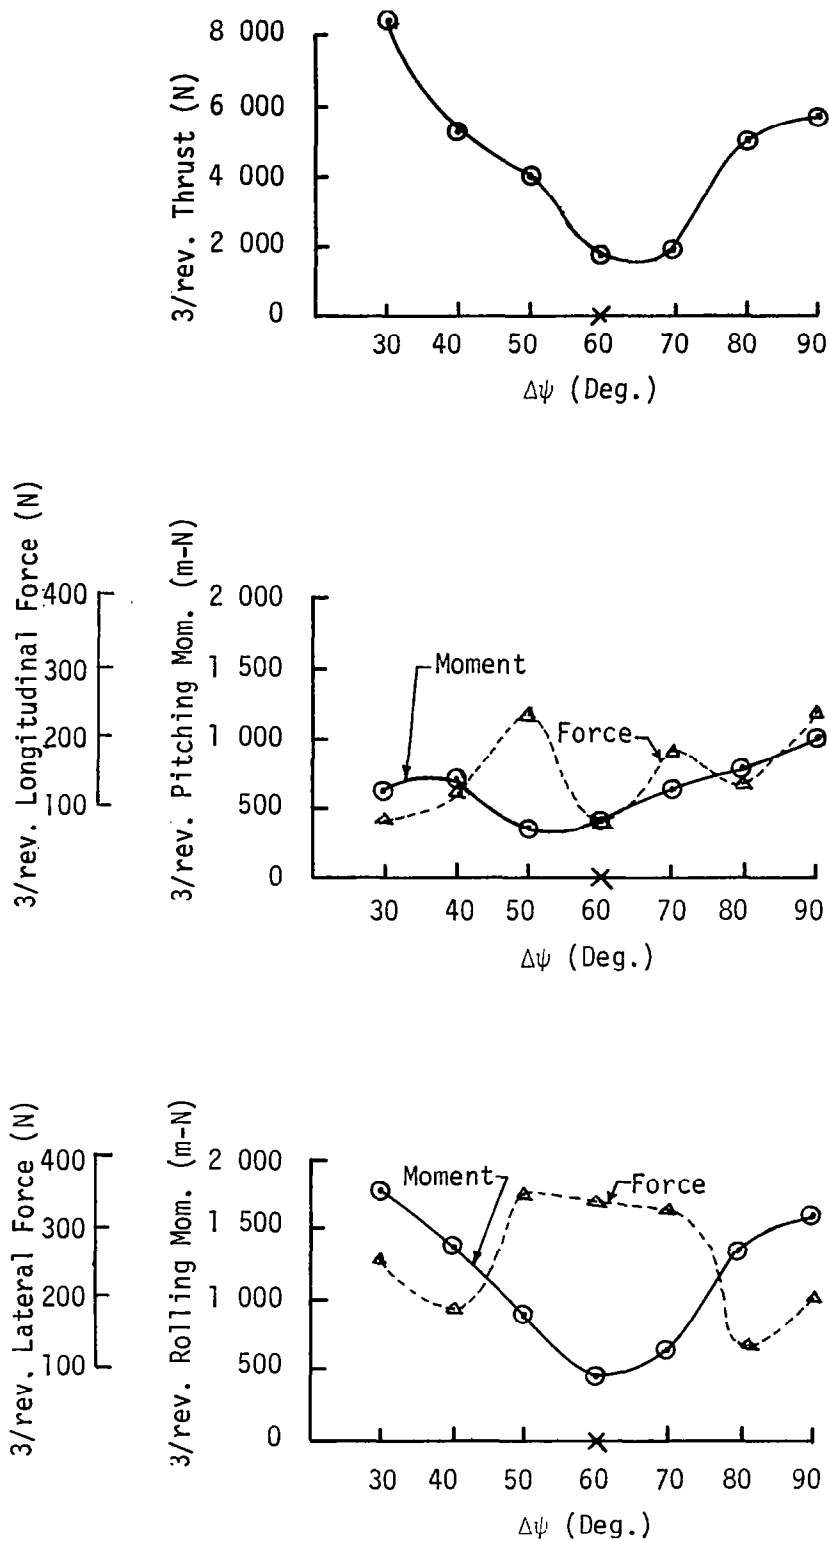 3/rev. Thrust (N)
8 000
6 000
4 000
2 000
0
30 40 50 60 70 80 90
Δψ (Deg.)
3/rev. Longitudinal Force (N)
400
300
200
100
3/rev. Pitching Mom. (m-N)
2 000
1 500
1 000
500
0
Moment
Force
30 40 50 60 70 80 90
Δψ (Deg.)
3/rev. Lateral Force (N)
400
300
200
100
3/rev. Rolling Mom. (m-N)
2 000
1 500
1 000
500
0
Moment
Force
30 40 50 60 70 80 90
Δψ (Deg.)